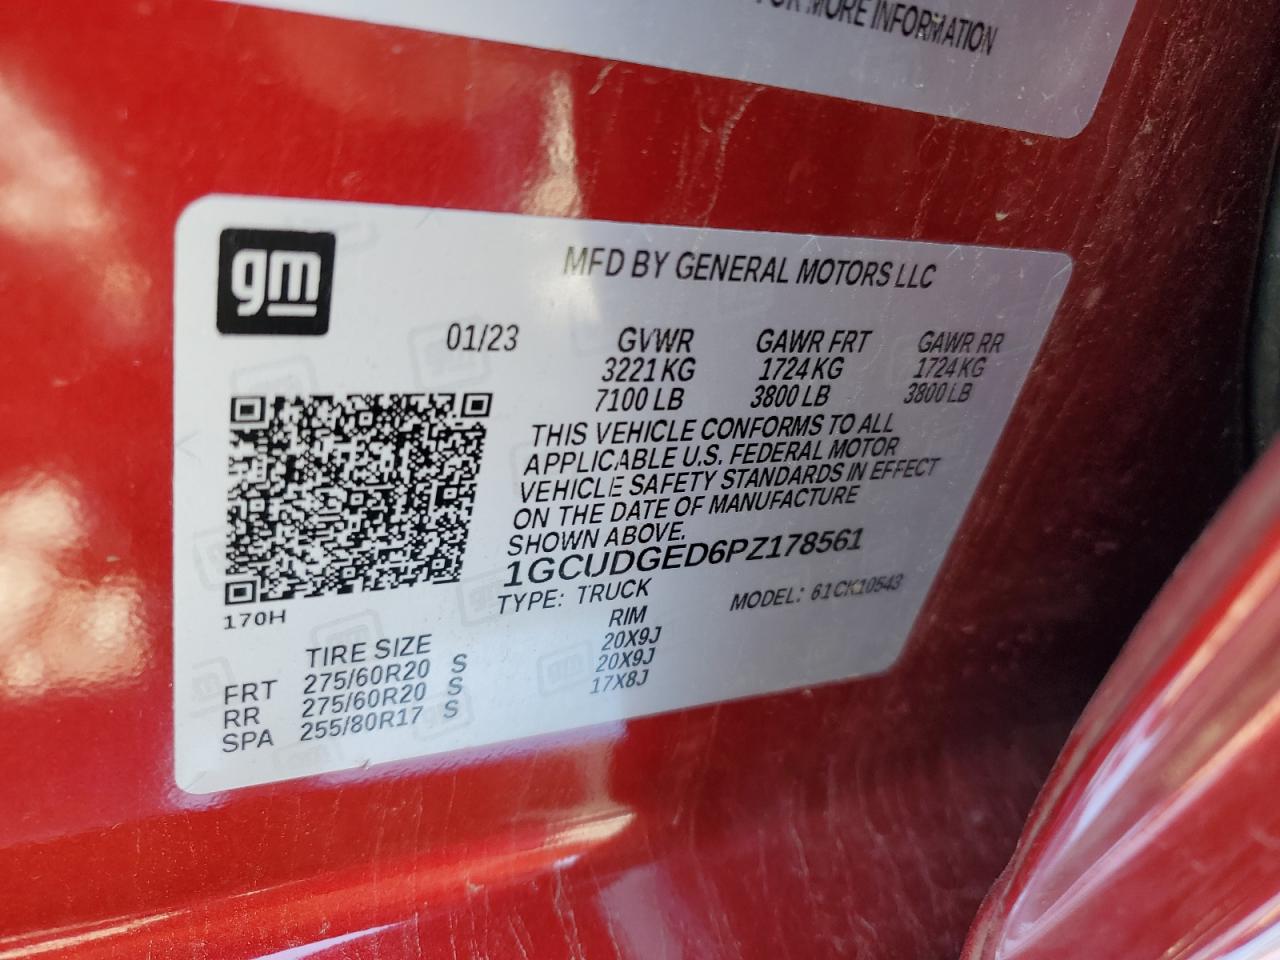 FOR MORE INFORMATION
gm
MFD BY GENERAL MOTORS LLC
01/23 GVWR GAWR FRT GAWR RR
3221 KG 1724 KG 1724 KG
7100 LB 3800 LB 3800 LB
THIS VEHICLE CONFORMS TO ALL
APPLICABLE U.S. FEDERAL MOTOR
VEHICLE SAFETY STANDARDS IN EFFECT
ON THE DATE OF MANUFACTURE
SHOWN ABOVE.
1GCUDGED6PZ178561
TYPE: TRUCK MODEL: 61CK10543
170H
TIRE SIZE RIM
FRT 275/60R20 S 20X9J
RR 275/60R20 S 20X9J
SPA 255/80R17 S 17X8J